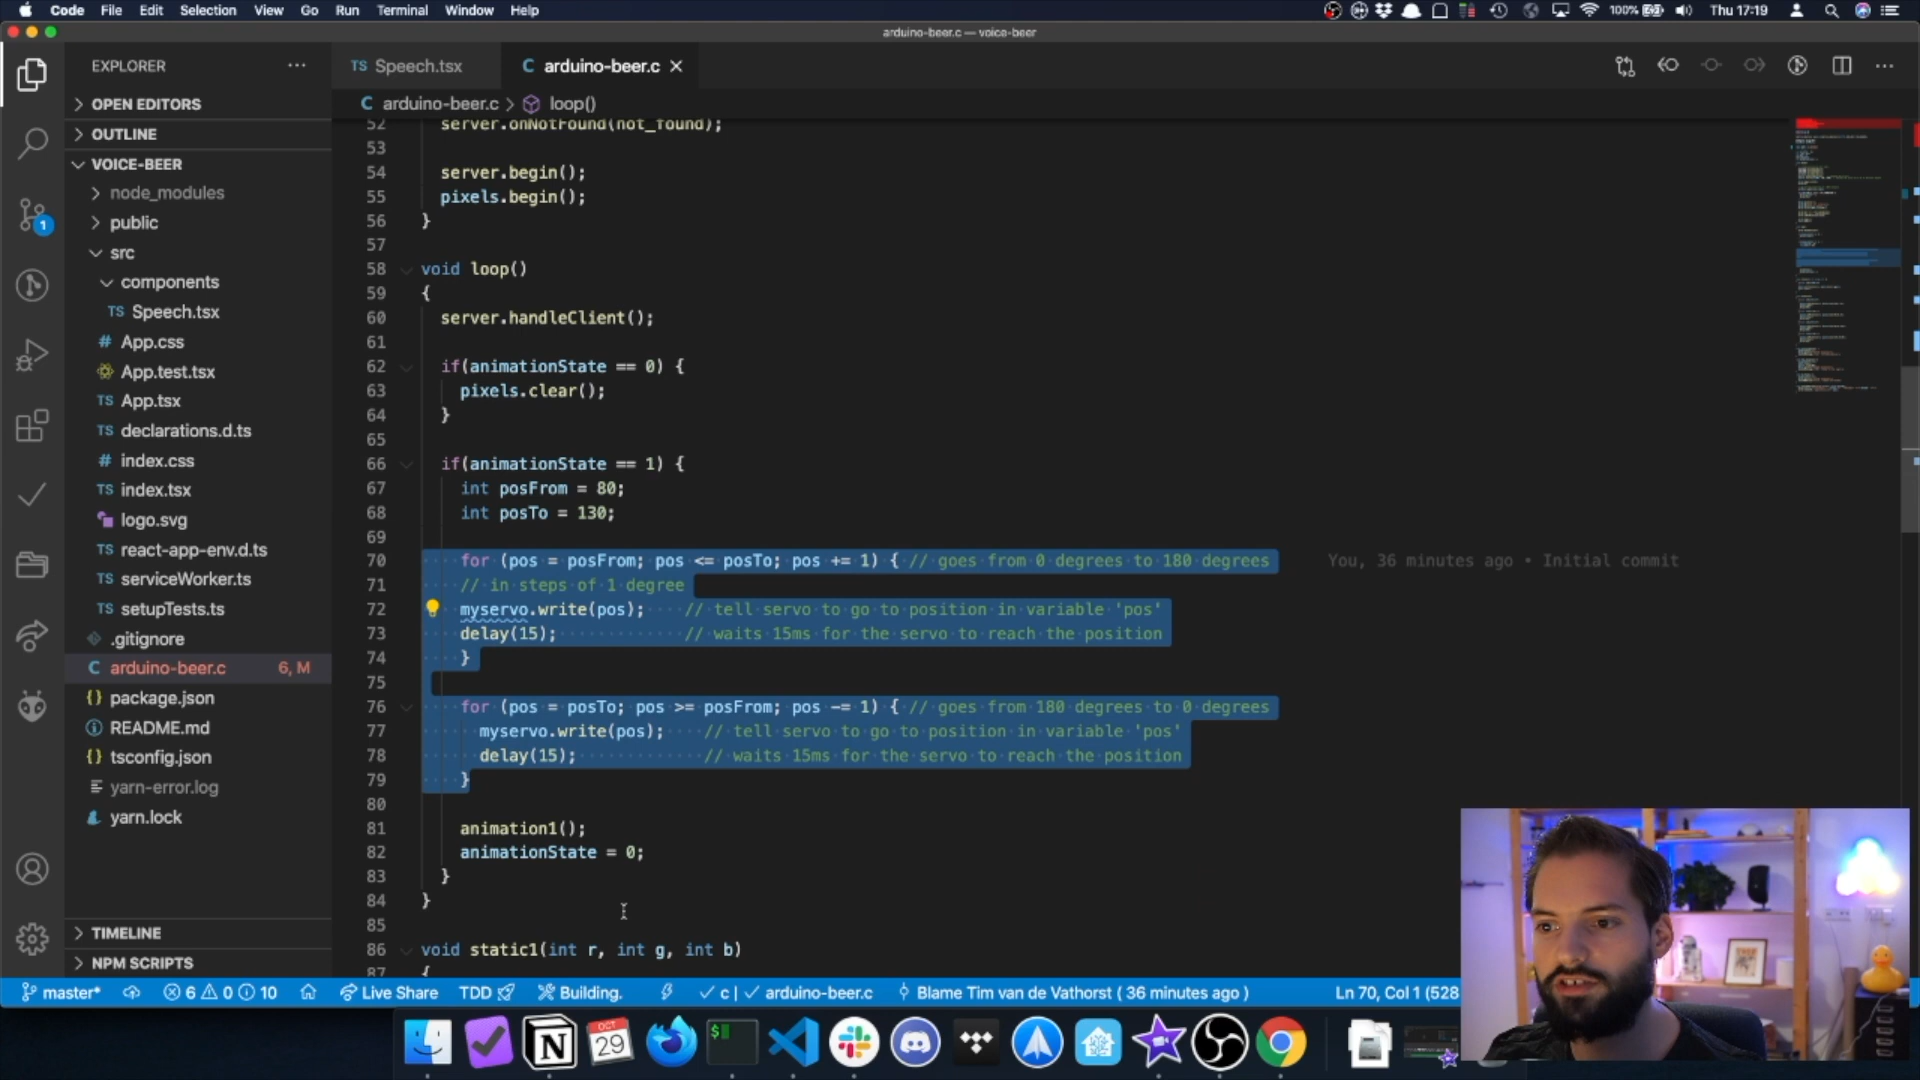 Code File Edit Selection View Go Run Terminal Window Help
100% Thu 17:19
arduino-beer.c — voice-beer
EXPLORER
OPEN EDITORS
OUTLINE
VOICE-BEER
node_modules
public
src
components
TS Speech.tsx
# App.css
App.test.tsx
TS App.tsx
TS declarations.d.ts
# index.css
TS index.tsx
logo.svg
TS react-app-env.d.ts
TS serviceWorker.ts
TS setupTests.ts
.gitignore
C arduino-beer.c 6, M
{} package.json
README.md
tsconfig.json
yarn-error.log
yarn.lock
TIMELINE
NPM SCRIPTS
1
TS Speech.tsx
C arduino-beer.c
C arduino-beer.c > loop()
52 server.onNotFound(not_found);
53
54 server.begin();
55 pixels.begin();
56 }
57
58 void loop()
59 {
60 server.handleClient();
61
62 if(animationState == 0) {
63 pixels.clear();
64 }
65
66 if(animationState == 1) {
67 int posFrom = 80;
68 int posTo = 130;
69
70 for (pos = posFrom; pos <= posTo; pos += 1) { // goes from 0 degrees to 180 degrees You, 36 minutes ago • Initial commit
71 // in steps of 1 degree
72 myservo.write(pos); // tell servo to go to position in variable 'pos'
73 delay(15); // waits 15ms for the servo to reach the position
74 }
75
76 for (pos = posTo; pos >= posFrom; pos -= 1) { // goes from 180 degrees to 0 degrees
77 myservo.write(pos); // tell servo to go to position in variable 'pos'
78 delay(15); // waits 15ms for the servo to reach the position
79 }
80
81 animation1();
82 animationState = 0;
83 }
84 }
85
86 void static1(int r, int g, int b)
87 {
master* 6 0 10 Live Share TDD Building. c | arduino-beer.c Blame Tim van de Vathorst ( 36 minutes ago ) Ln 70, Col 1 (528
OCT
29